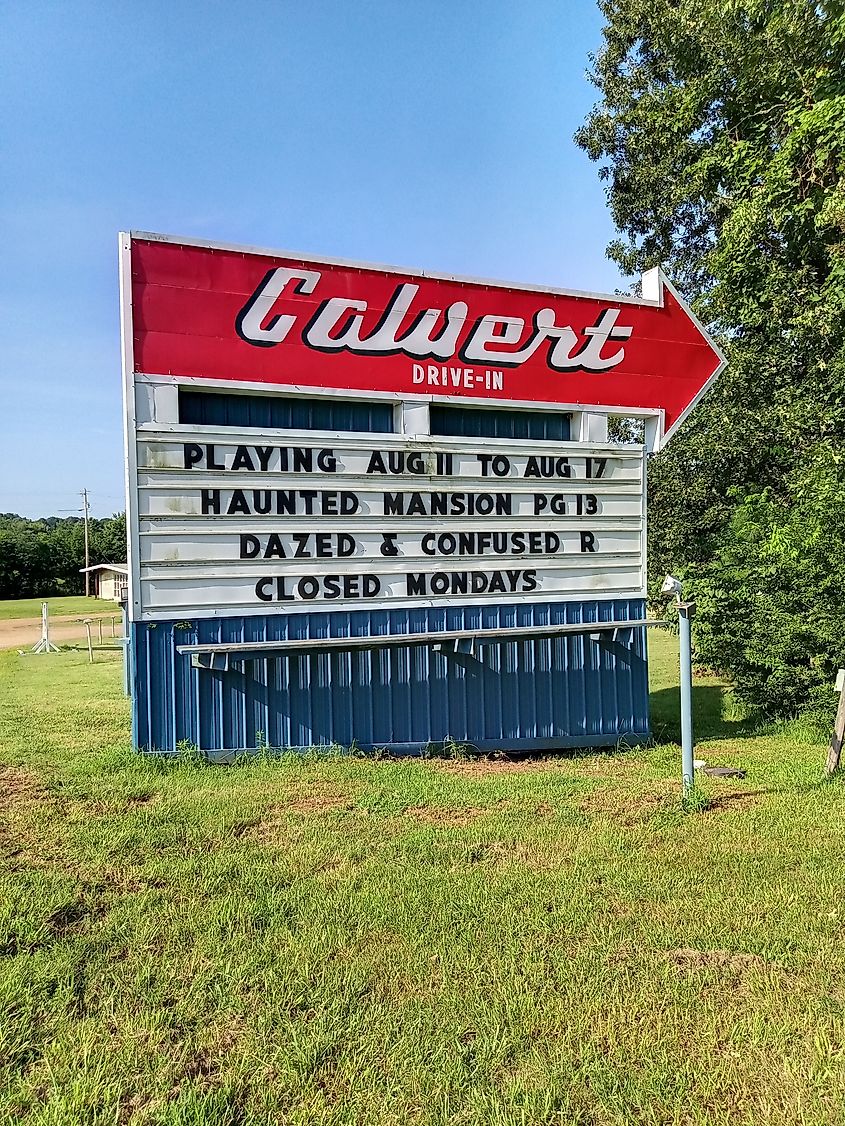 Calvert
DRIVE-IN
PLAYING AUG 11 TO AUG 17
HAUNTED MANSION PG 13
DAZED & CONFUSED R
CLOSED MONDAYS